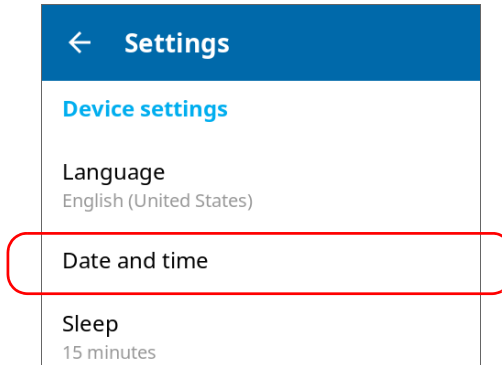 Settings
Device settings
Language
English (United States)
Date and time
Sleep
15 minutes